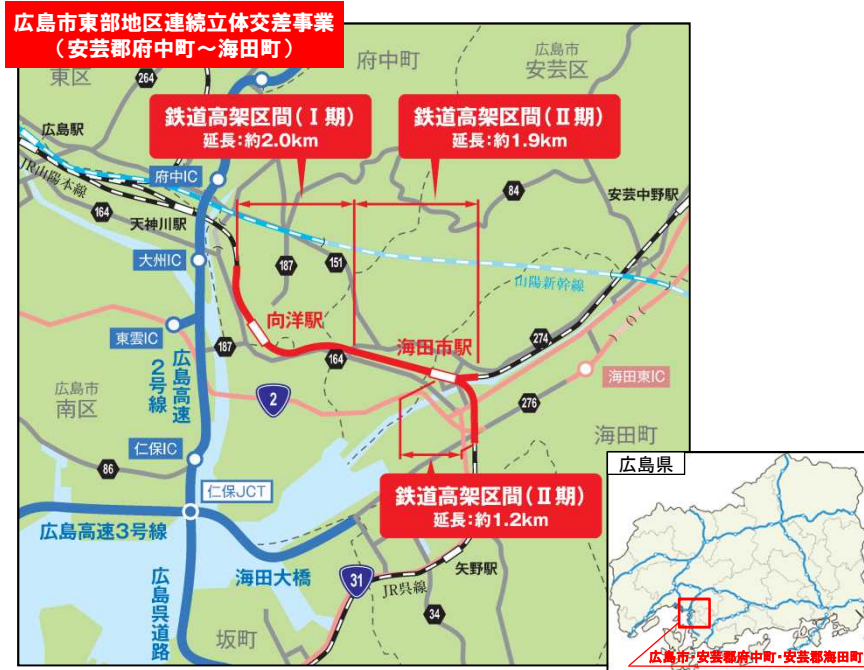 広島市東部地区連続立体交差事業
（安芸郡府中町～海田町）
東区
264
府中町
広島市
安芸区
鉄道高架区間(Ⅰ期)
延長:約2.0km
鉄道高架区間(Ⅱ期)
延長:約1.9km
広島駅
JR山陽本線
府中IC
164
天神川駅
84
安芸中野駅
大州IC
187
151
山陽新幹線
向洋駅
東雲IC
187
164
海田市駅
274
広島高速
2号線
海田東IC
広島市
南区
2
276
海田町
仁保IC
86
仁保JCT
鉄道高架区間(Ⅱ期)
延長:約1.2km
広島高速3号線
海田大橋
31
JR呉線
矢野駅
34
広島呉道路
坂町
広島県
広島市・安芸郡府中町・安芸郡海田町